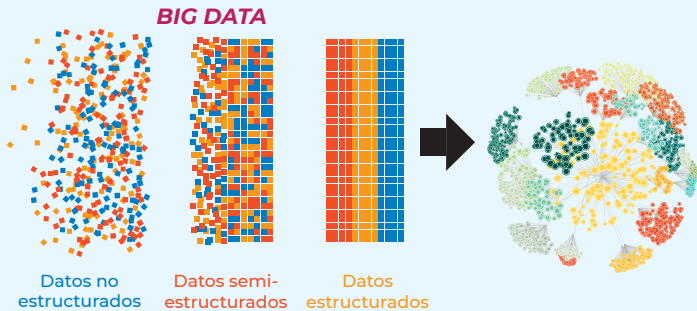 BIG DATA
Datos no
estructurados
Datos semi-
estructurados
Datos
estructurados